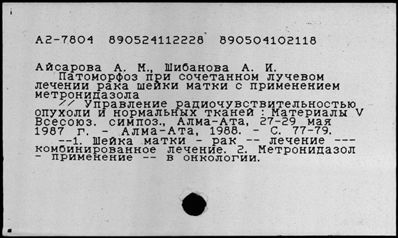 А2-7804 890524112228 890504102118
Айсарова А. М., Шибанова А. И.
Патоморфоз при сочетанном лучевом
лечении рака шейки матки с применением
метронидазола
// Управление радиочувствительностью
опухоли и нормальных тканей : Материалы V
Всесоюз. симпоз., Алма-Ата, 27-29 мая
1987 г. - Алма-Ата, 1988. - С. 77-79.
--1. Шейка матки - рак -- лечение ---
комбинированное лечение. 2. Метронидазол
- применение -- в онкологии.